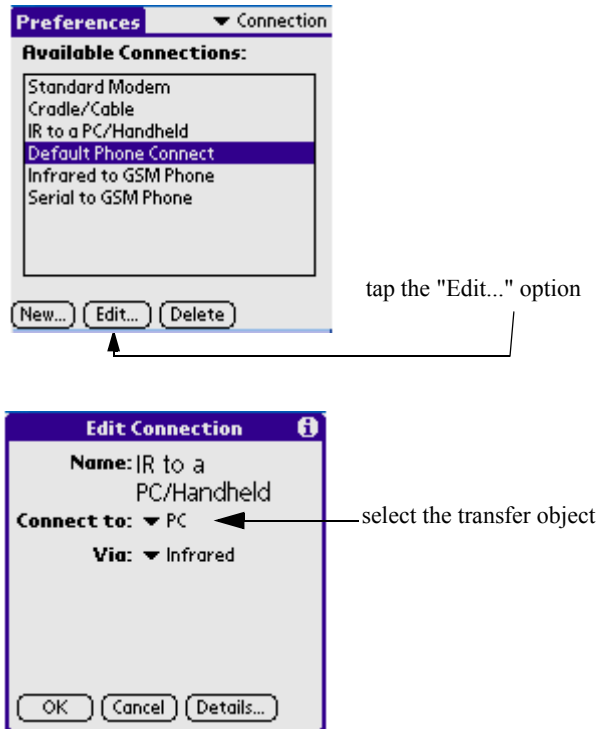 Preferences Connection
Available Connections:
Standard Modem
Cradle/Cable
IR to a PC/Handheld
Default Phone Connect
Infrared to GSM Phone
Serial to GSM Phone
New... Edit... Delete
tap the "Edit..." option
Edit Connection i
Name: IR to a
PC/Handheld
Connect to: PC
select the transfer object
Via: Infrared
OK Cancel Details...